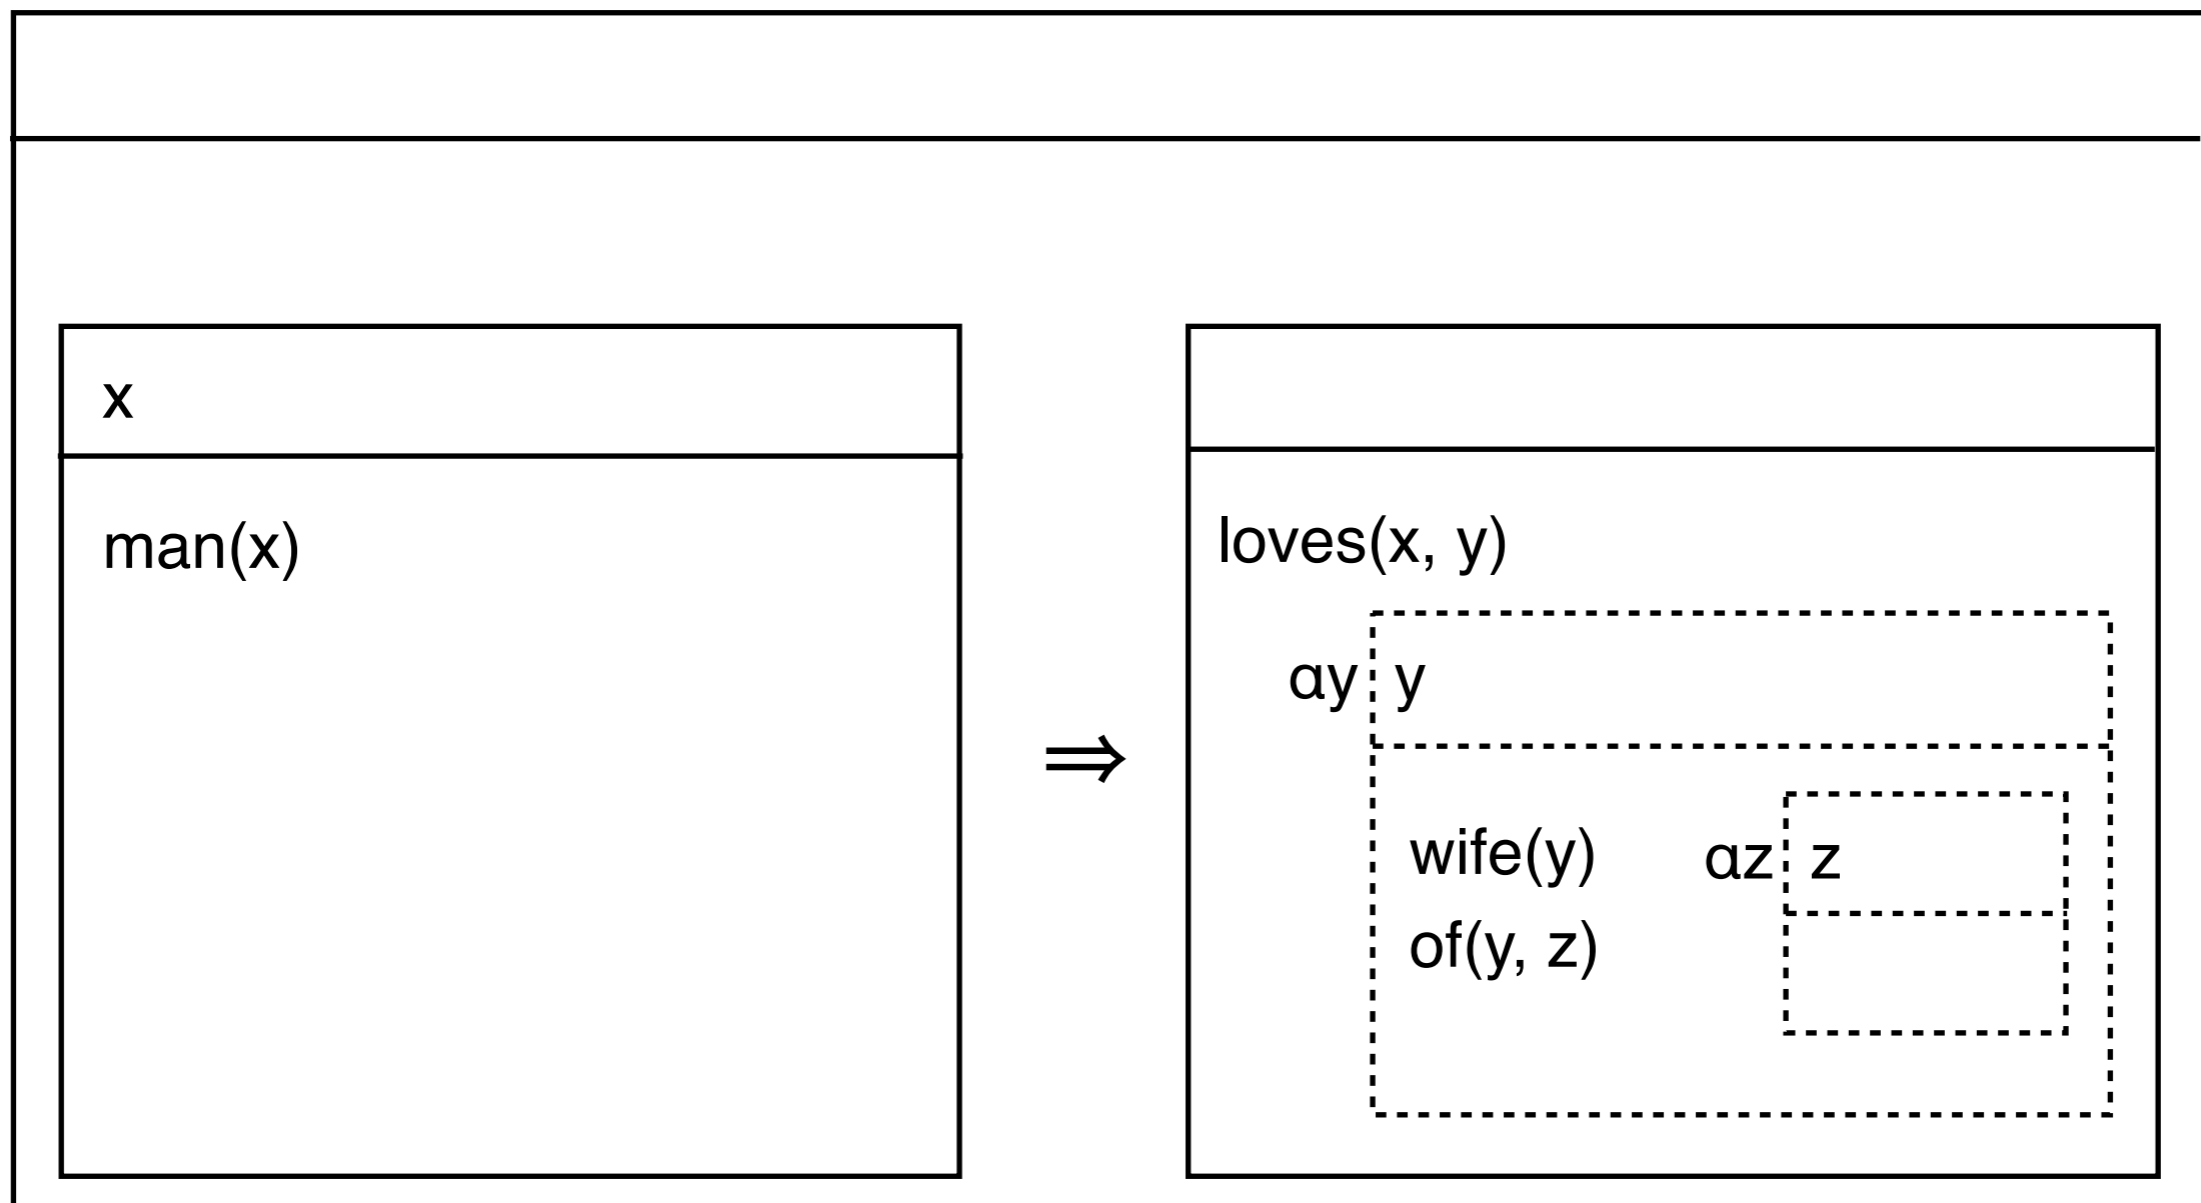 x
man(x)
⇒
loves(x, y)
αy y
wife(y) αz z
of(y, z)